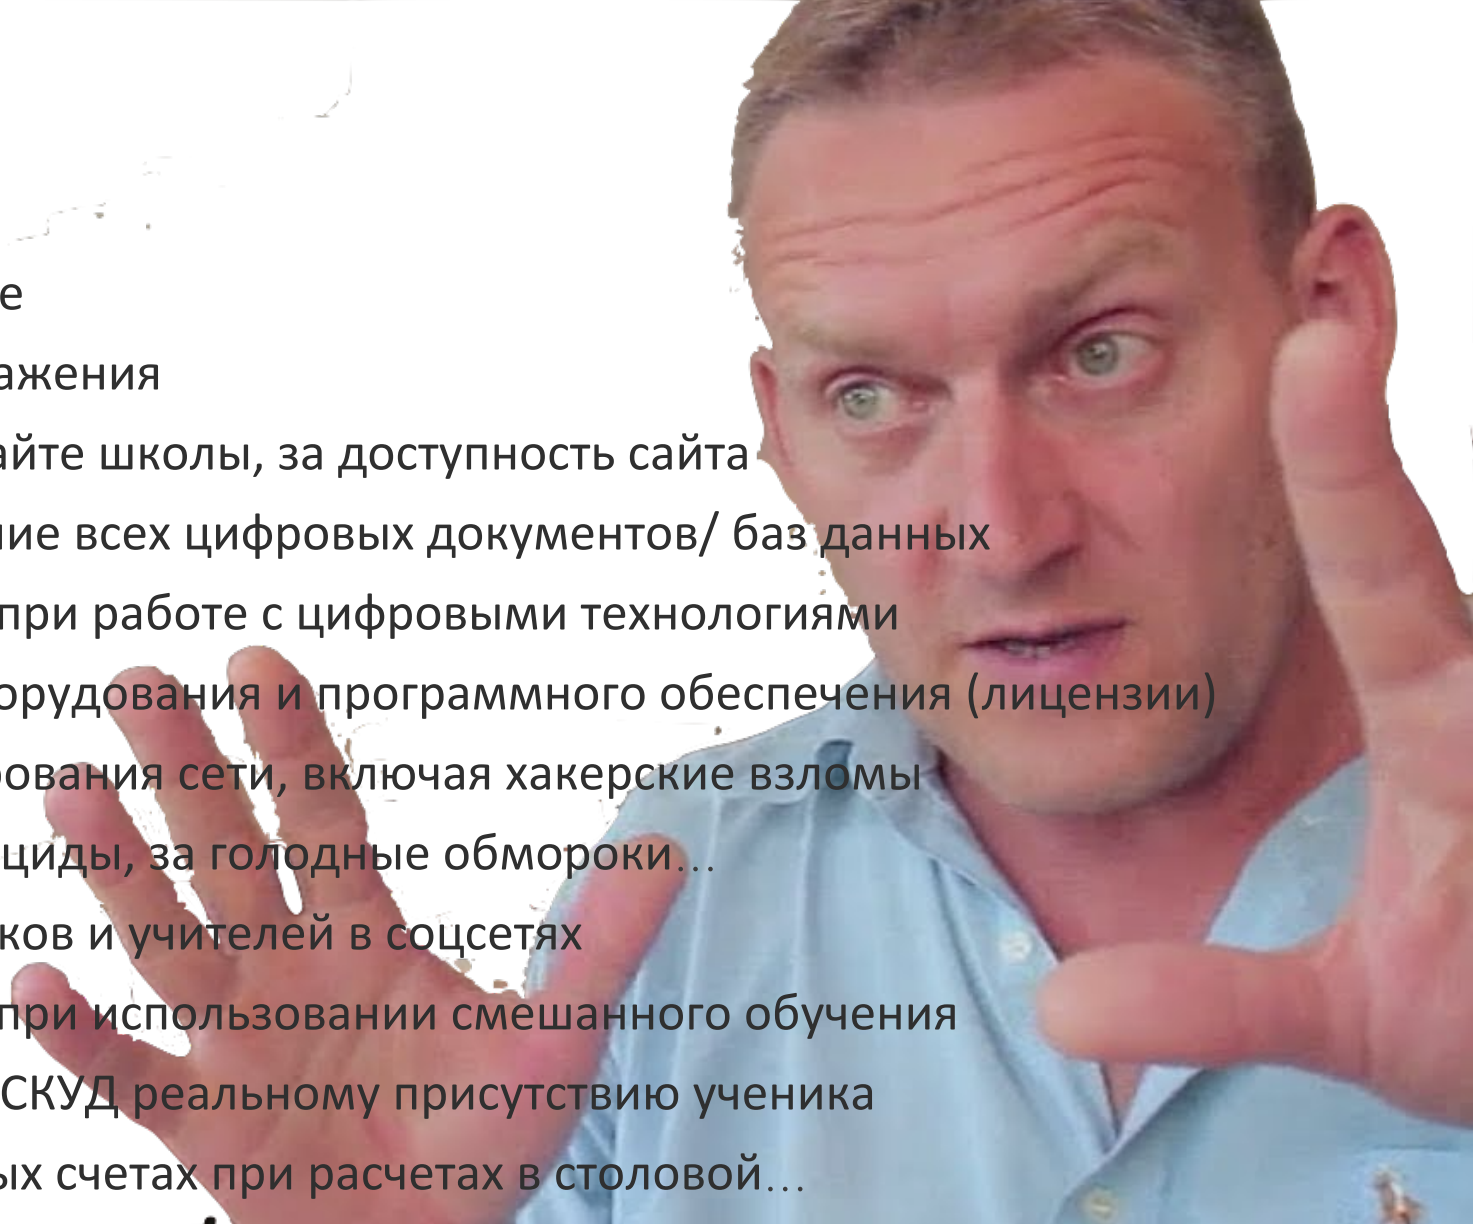 е
ажения
айте школы, за доступность сайта
ние всех цифровых документов/ баз данных
при работе с цифровыми технологиями
орудования и программного обеспечения (лицензии)
ования сети, включая хакерские взломы
циды, за голодные обмороки…
ков и учителей в соцсетях
при использовании смешанного обучения
СКУД реальному присутствию ученика
ых счетах при расчетах в столовой…